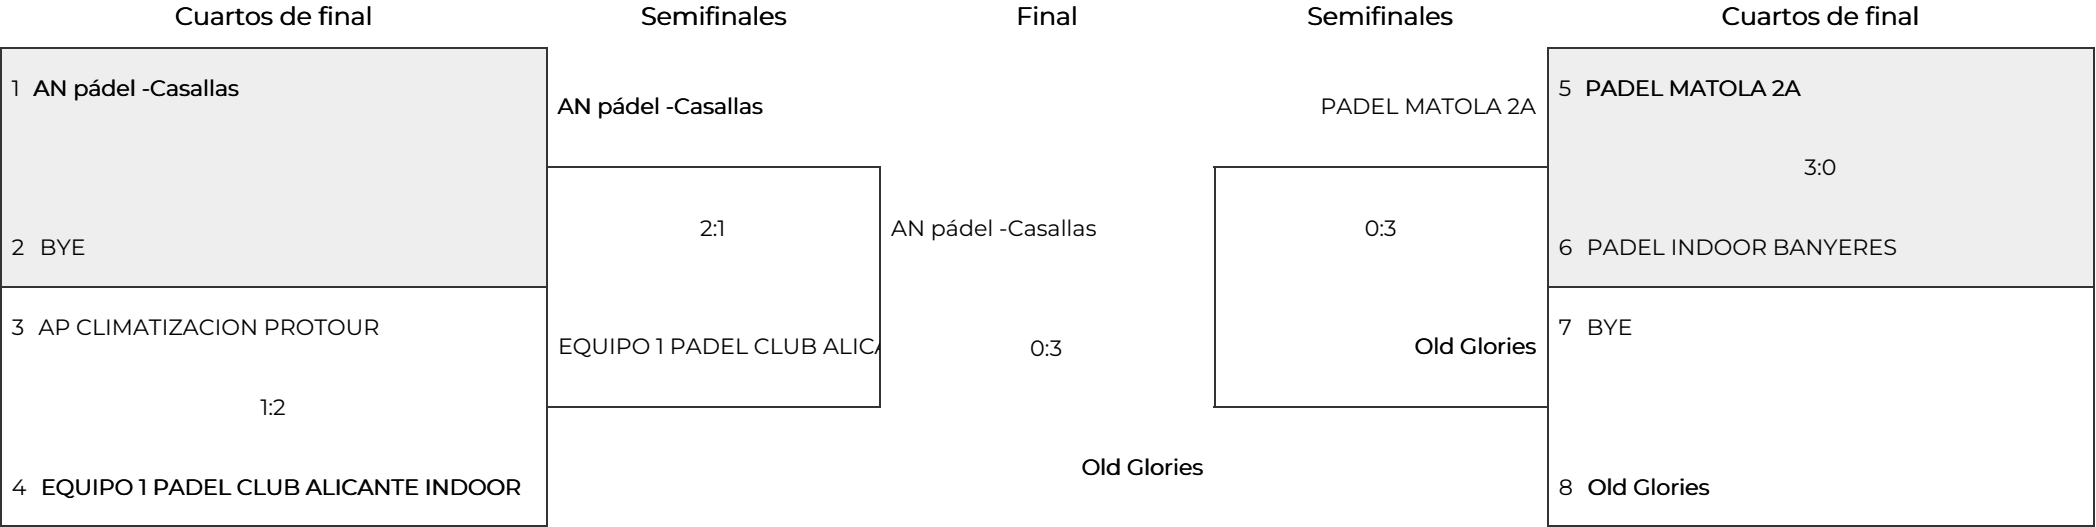 Cuartos de final
Semifinales
Final
Semifinales
Cuartos de final
1 AN pádel -Casallas
2 BYE
3 AP CLIMATIZACION PROTOUR
1:2
4 EQUIPO 1 PADEL CLUB ALICANTE INDOOR
AN pádel -Casallas
2:1
EQUIPO 1 PADEL CLUB ALICA
AN pádel -Casallas
0:3
Old Glories
PADEL MATOLA 2A
0:3
Old Glories
5 PADEL MATOLA 2A
3:0
6 PADEL INDOOR BANYERES
7 BYE
8 Old Glories